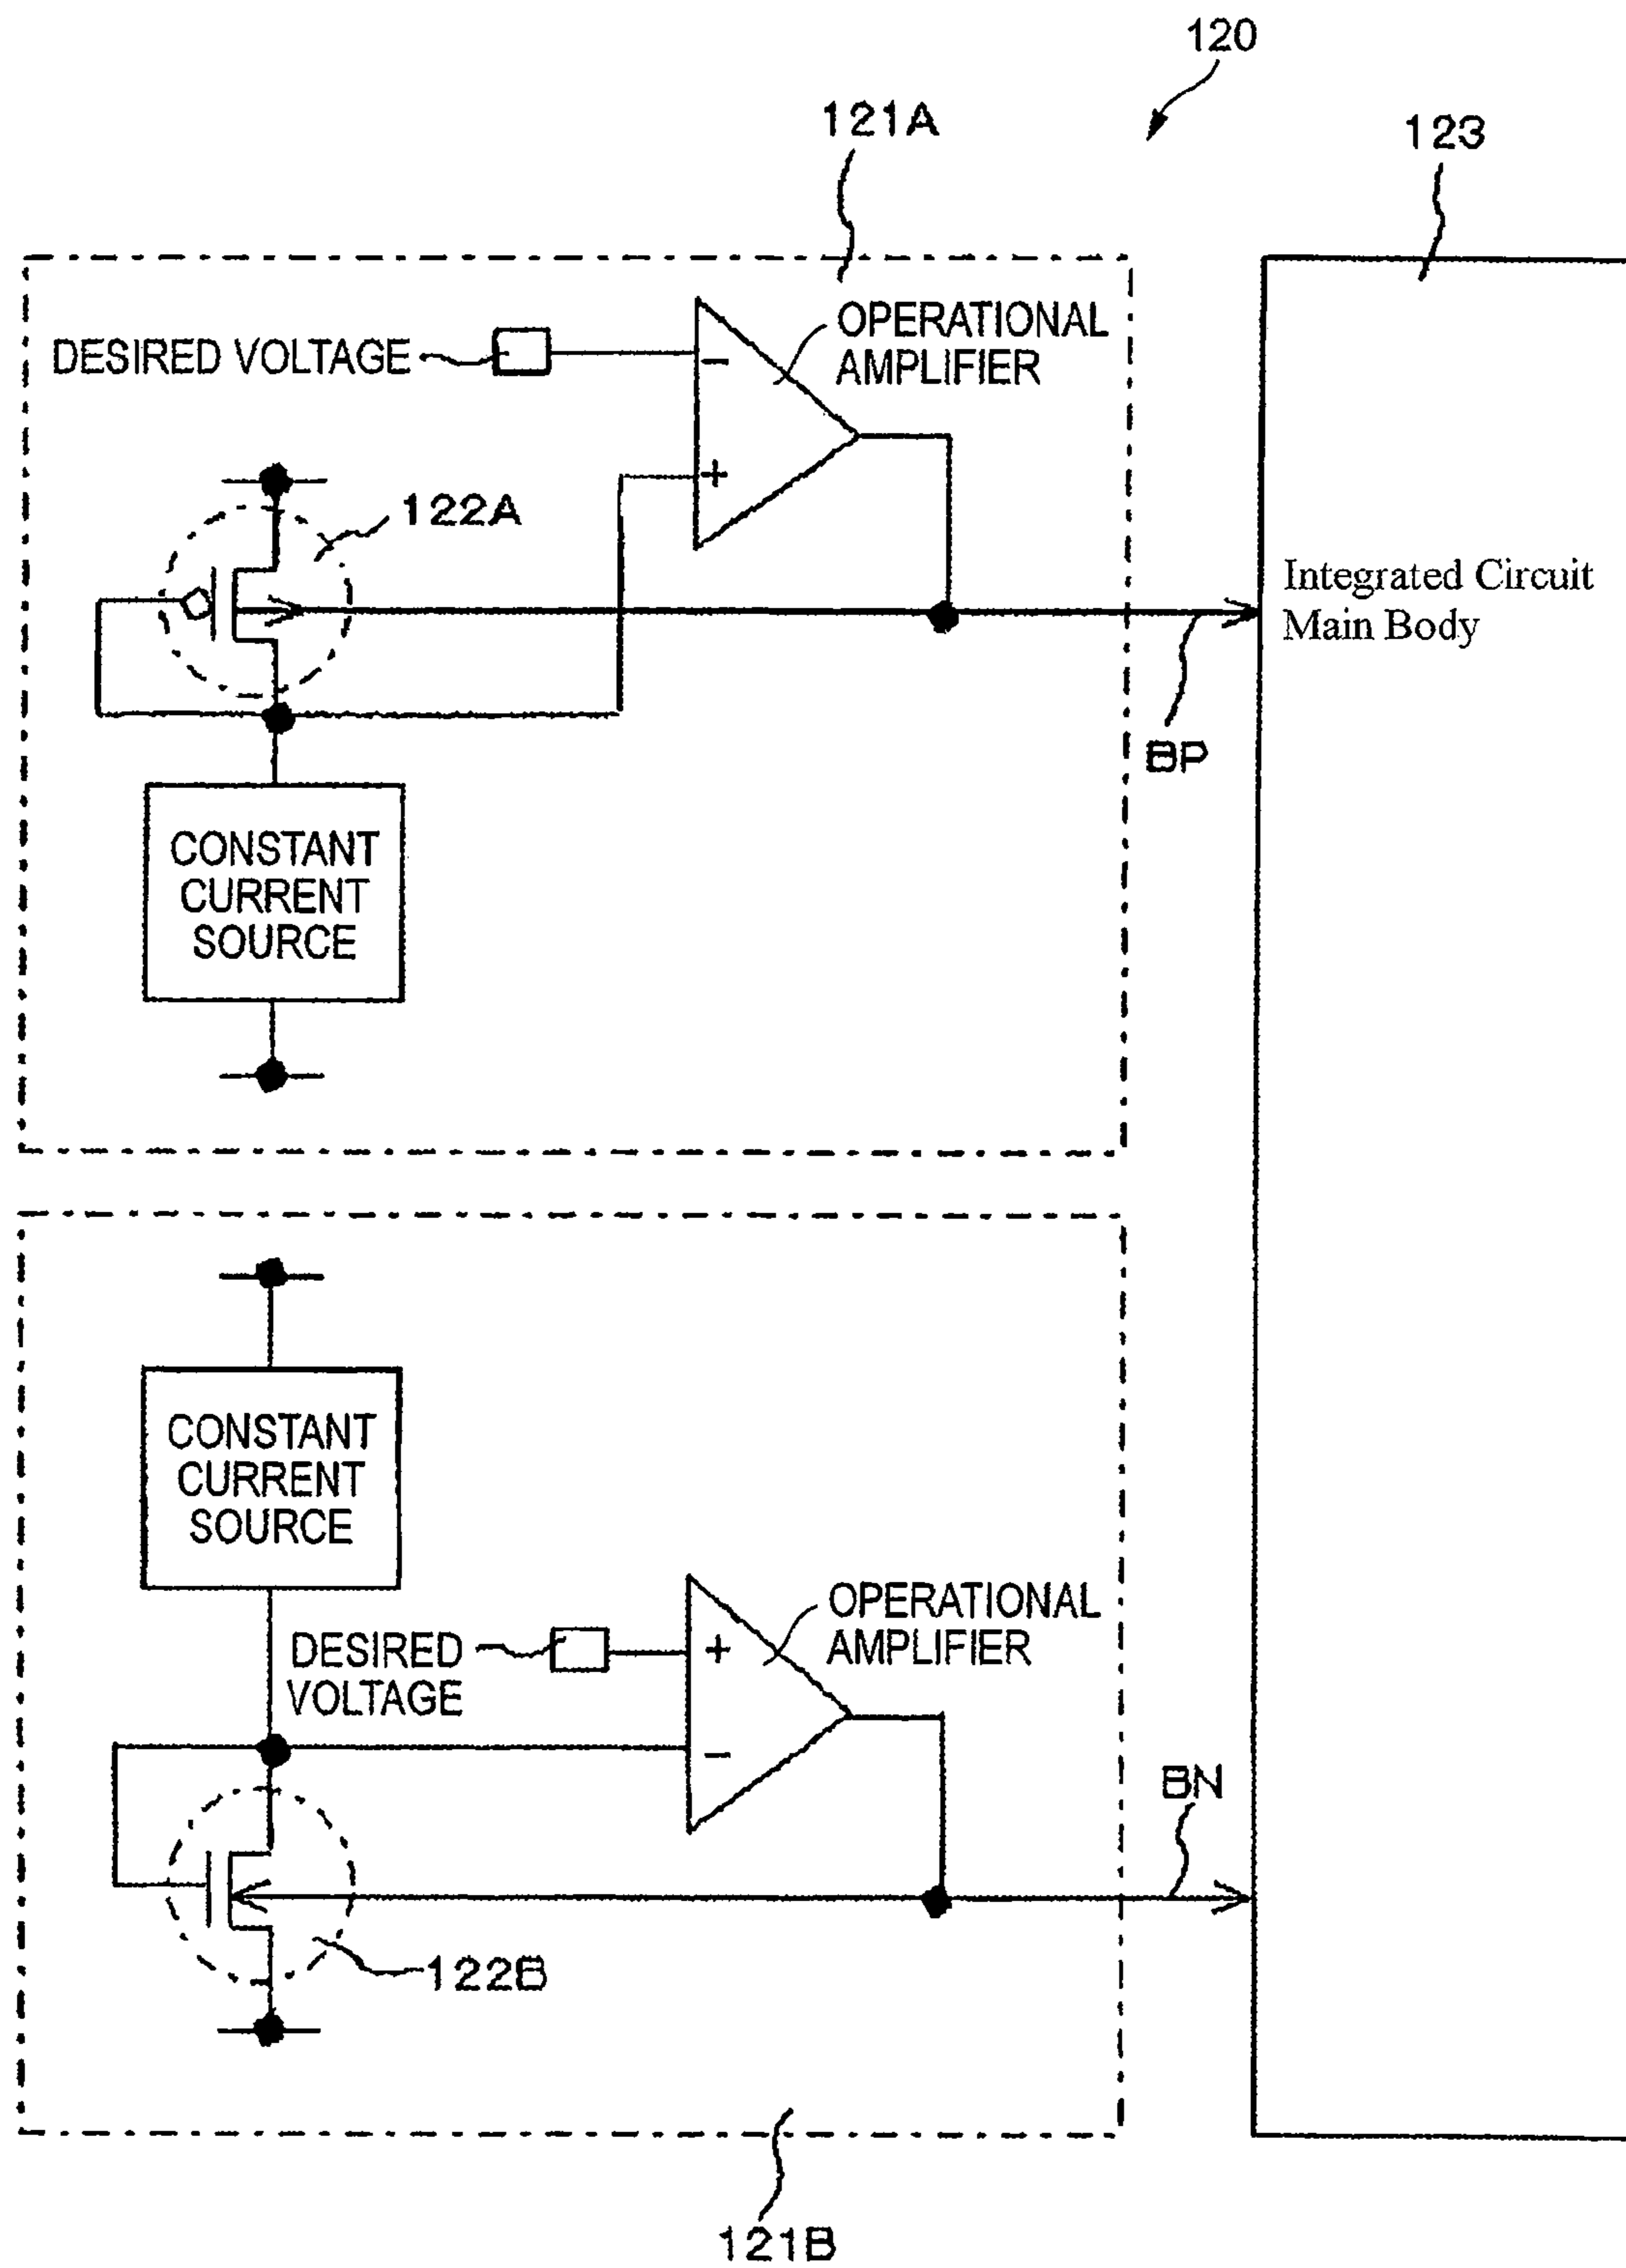 120
121A
123
OPERATIONAL
AMPLIFIER
DESIRED VOLTAGE
−
+
122A
Integrated Circuit
Main Body
BP
CONSTANT
CURRENT
SOURCE
CONSTANT
CURRENT
SOURCE
OPERATIONAL
AMPLIFIER
DESIRED
VOLTAGE
+
−
BN
122B
121B